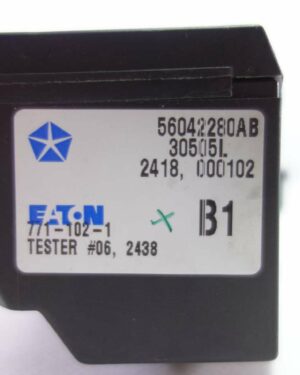 56042280AB
30505L
2418, 000102
EATON
B1
771-102-1
TESTER #06, 2438